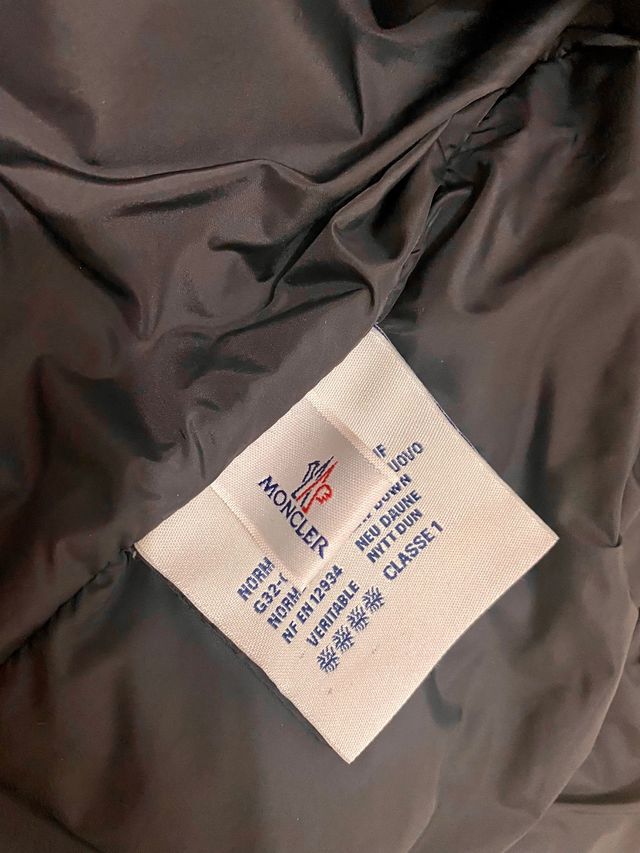 MONCLER
UOVO
DOWN
NEU DAUNE
NYTT DUN
CLASSE 1
NORM
G32-
NORM
NF EN 12934
VERITABLE